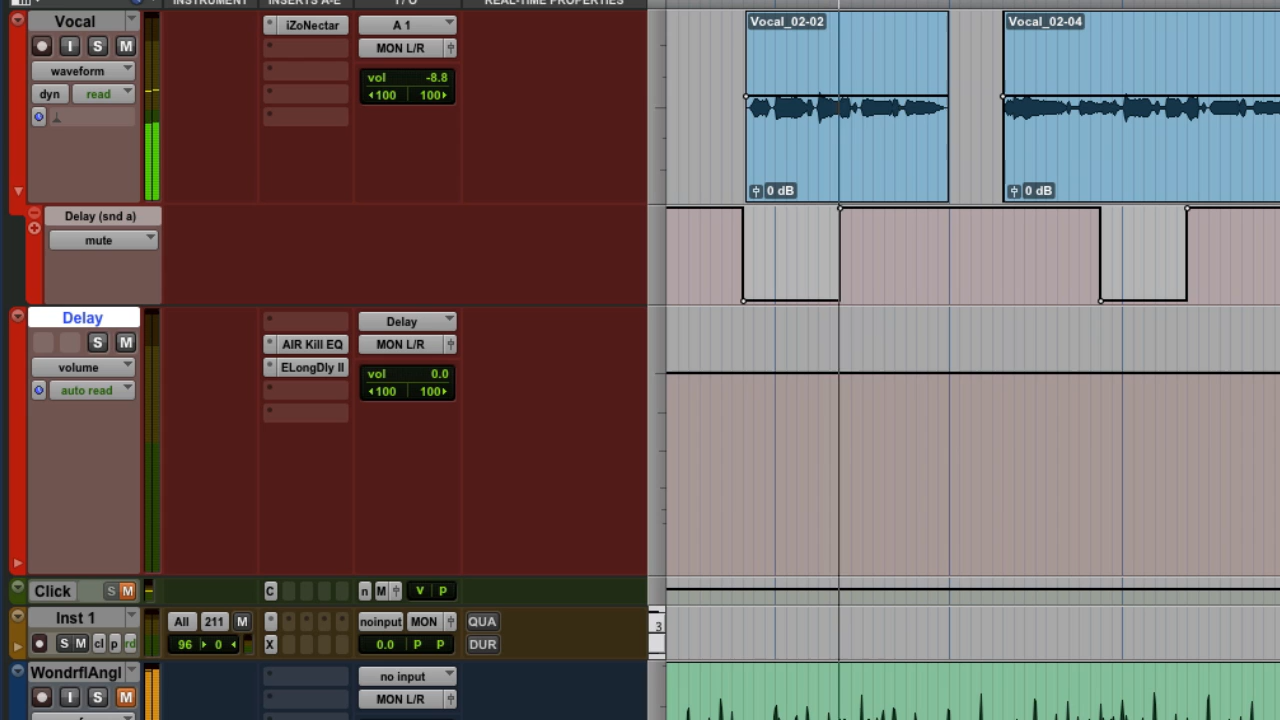 INSTRUMENT INSERTS A-E I / O REAL-TIME PROPERTIES
Vocal iZoNectar A 1 Vocal_02-02 Vocal_02-04
I S M MON L/R
waveform vol -8.8
dyn read 100 100
0 dB 0 dB
Delay (snd a)
mute
Delay Delay
S M AIR Kill EQ MON L/R
volume ELongDly II vol 0.0
auto read 100 100
Click S M C n M V P
Inst 1 All 211 M noinput MON QUA
S M cl p rd 96 0 X 0.0 P P DUR
3
WondrflAngl no input
I S M MON L/R